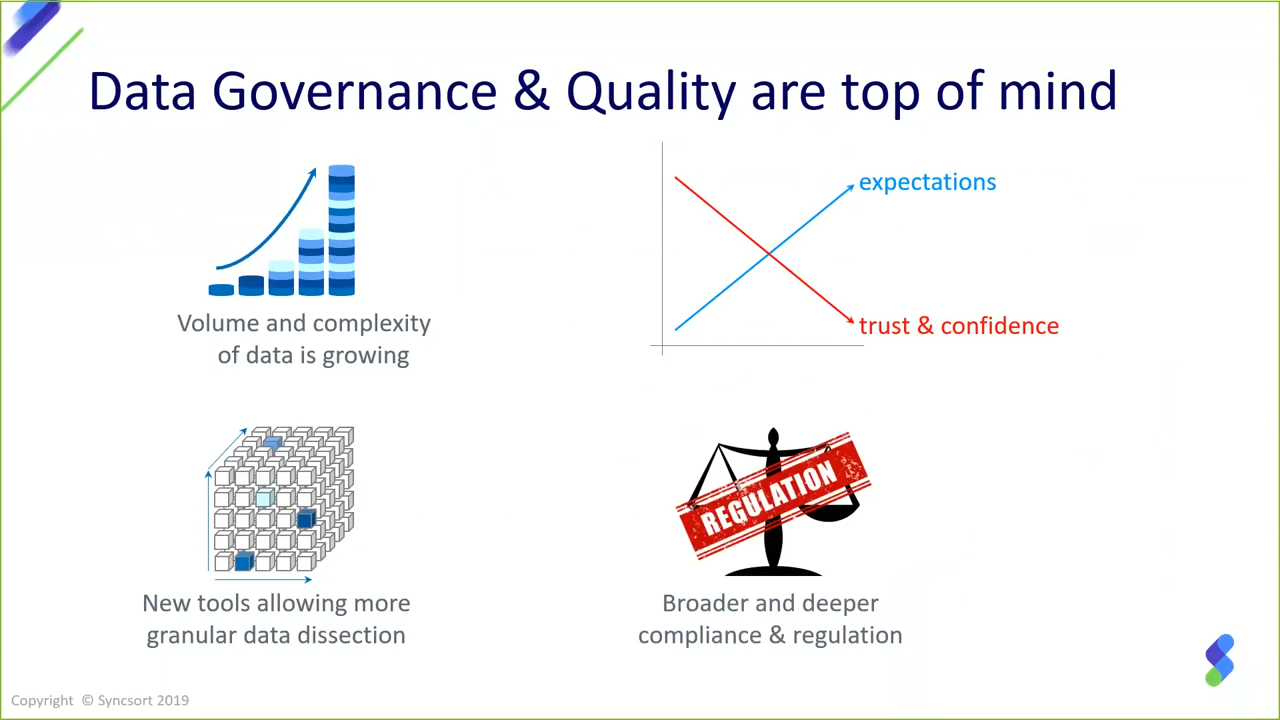 Data Governance & Quality are top of mind
expectations
trust & confidence
Volume and complexity
of data is growing
REGULATION
New tools allowing more
granular data dissection
Broader and deeper
compliance & regulation
Copyright © Syncsort 2019